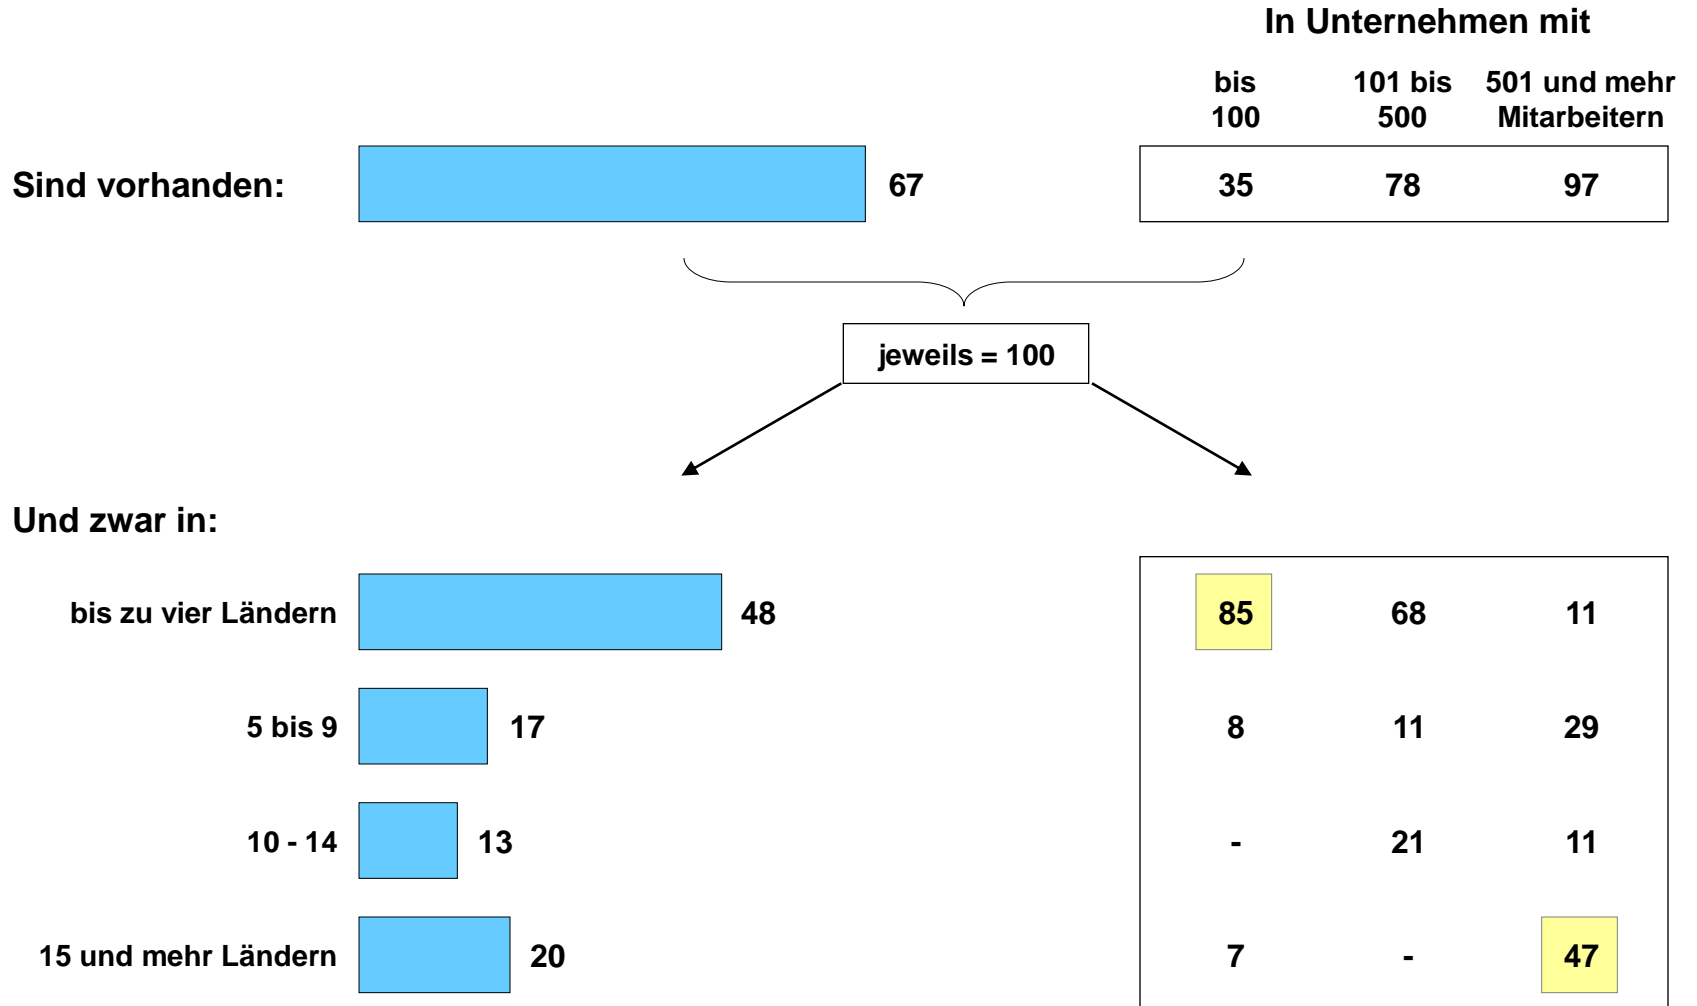 In Unternehmen mit
bis 101 bis 501 und mehr
100 500 Mitarbeitern
Sind vorhanden: 67 35 78 97
jeweils = 100
Und zwar in:
bis zu vier Ländern 48 85 68 11
5 bis 9 17 8 11 29
10 - 14 13 - 21 11
15 und mehr Ländern 20 7 - 47